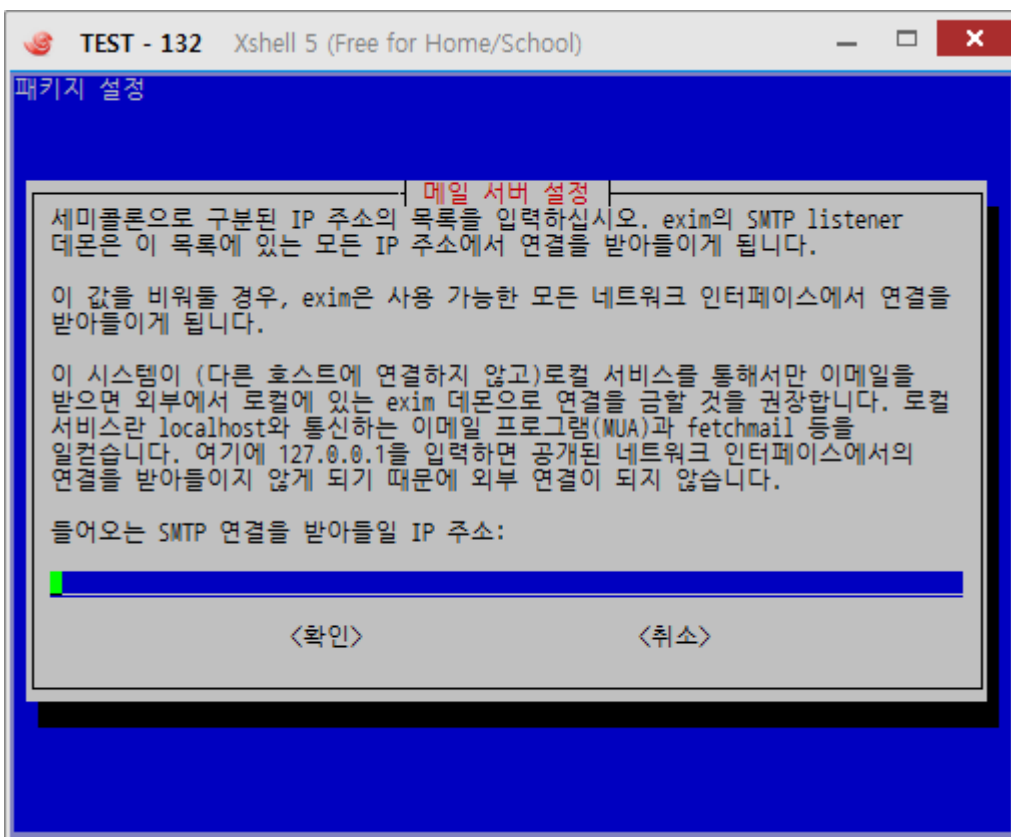 TEST - 132 Xshell 5 (Free for Home/School)
패키지 설정
메일 서버 설정
세미콜론으로 구분된 IP 주소의 목록을 입력하십시오. exim의 SMTP listener
데몬은 이 목록에 있는 모든 IP 주소에서 연결을 받아들이게 됩니다.
이 값을 비워둘 경우, exim은 사용 가능한 모든 네트워크 인터페이스에서 연결을
받아들이게 됩니다.
이 시스템이 (다른 호스트에 연결하지 않고)로컬 서비스를 통해서만 이메일을
받으면 외부에서 로컬에 있는 exim 데몬으로 연결을 금할 것을 권장합니다. 로컬
서비스란 localhost와 통신하는 이메일 프로그램(MUA)과 fetchmail 등을
일컫습니다. 여기에 127.0.0.1을 입력하면 공개된 네트워크 인터페이스에서의
연결을 받아들이지 않게 되기 때문에 외부 연결이 되지 않습니다.
들어오는 SMTP 연결을 받아들일 IP 주소:
<확인> <취소>